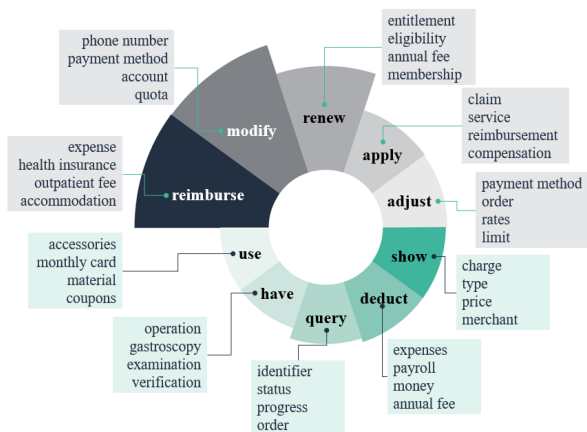 phone number
payment method
account
quota
entitlement
eligibility
annual fee
membership
modify
renew
claim
service
reimbursement
compensation
apply
expense
health insurance
outpatient fee
accommodation
reimburse
adjust
payment method
order
rates
limit
accessories
monthly card
material
coupons
use
show
charge
type
price
merchant
have
query
deduct
operation
gastroscopy
examination
verification
identifier
status
progress
order
expenses
payroll
money
annual fee